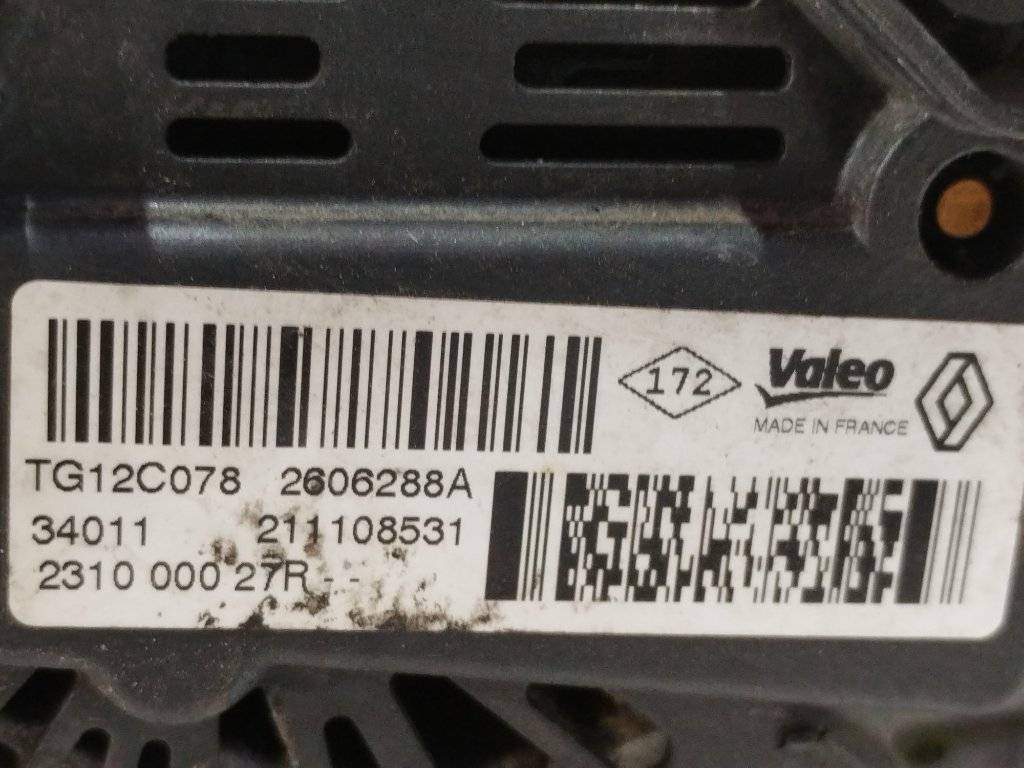 172 Valeo
MADE IN FRANCE
TG12C078 2606288A
34011 211108531
2310 000 27R - -